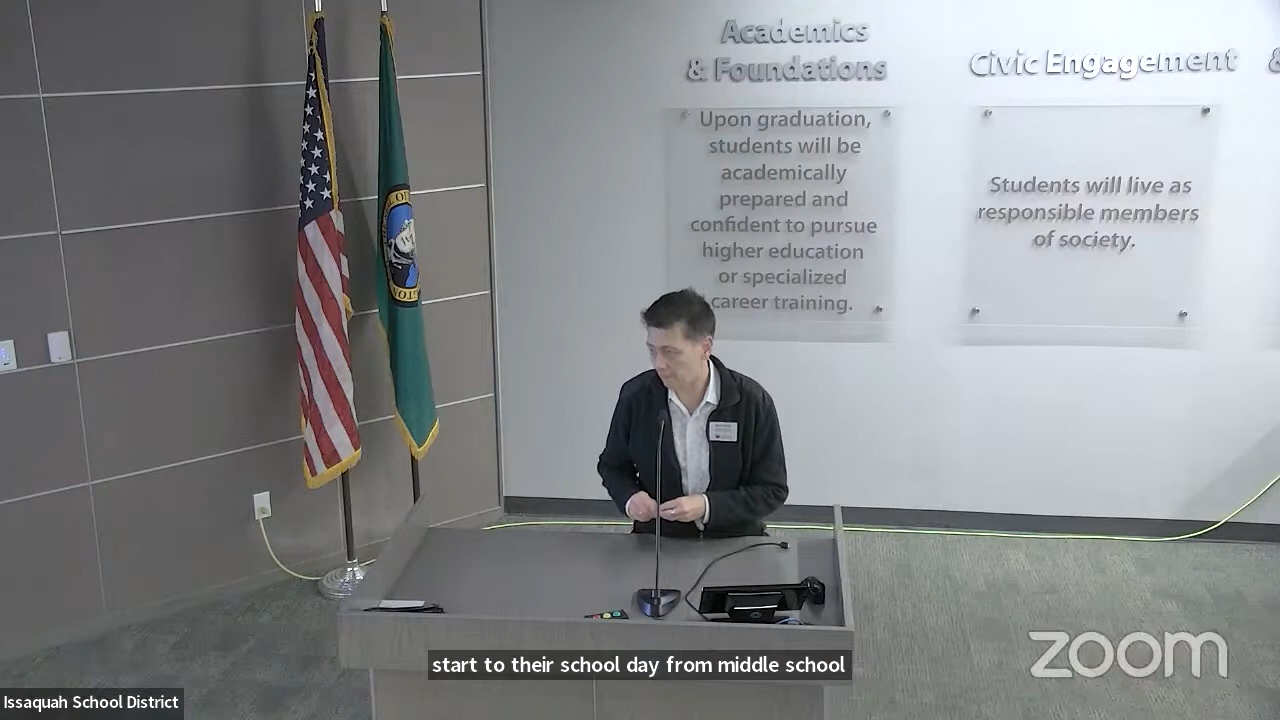 Academics
& Foundations
Upon graduation,
students will be
academically
prepared and
confident to pursue
higher education
or specialized
career training.
Civic Engagement
&
Students will live as
responsible members
of society.
start to their school day from middle school
Issaquah School District
zoom